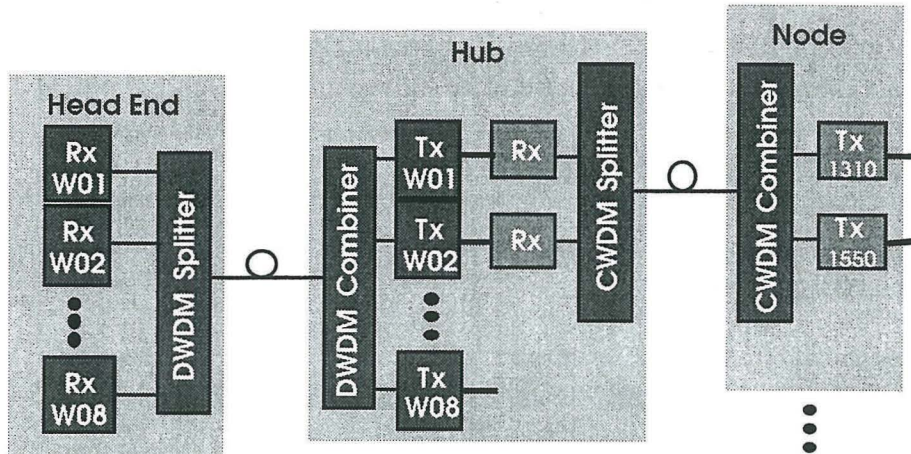 Head End
Rx
W01
Rx
W02
Rx
W08
DWDM Splitter
Hub
DWDM Combiner
Tx
W01
Tx
W02
Tx
W08
Rx
Rx
CWDM Splitter
Node
CWDM Combiner
Tx
1310
Tx
1550